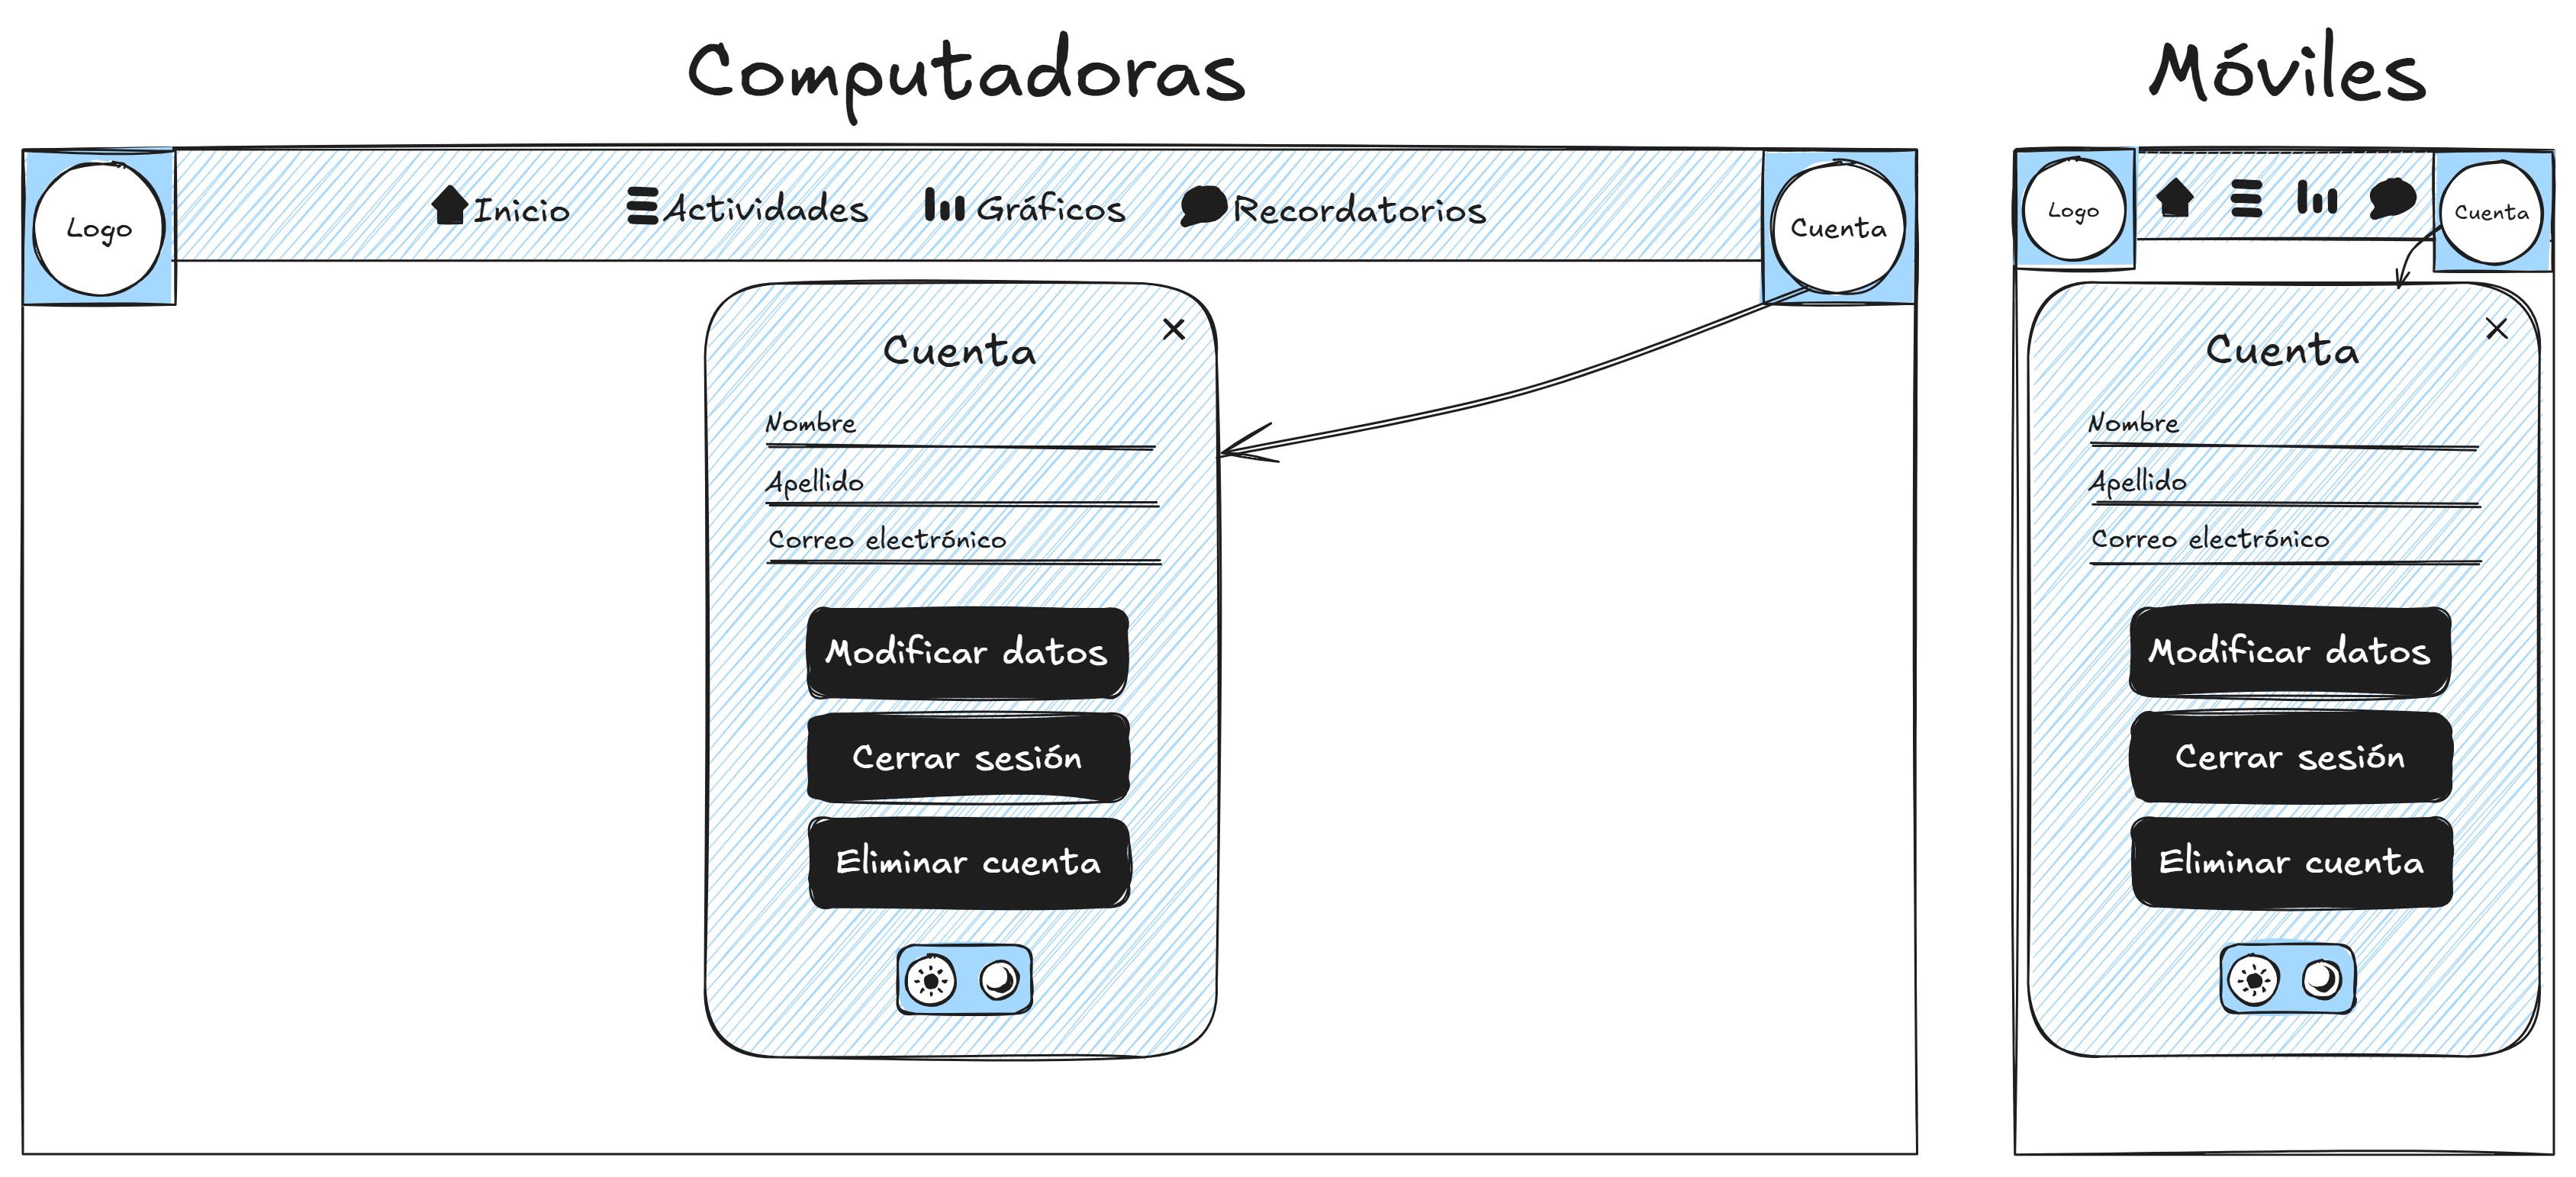 Computadoras
Móviles
Logo
Inicio
Actividades
Gráficos
Recordatorios
Cuenta
Cuenta
Nombre
Apellido
Correo electrónico
Modificar datos
Cerrar sesión
Eliminar cuenta
Logo
Cuenta
Cuenta
Nombre
Apellido
Correo electrónico
Modificar datos
Cerrar sesión
Eliminar cuenta